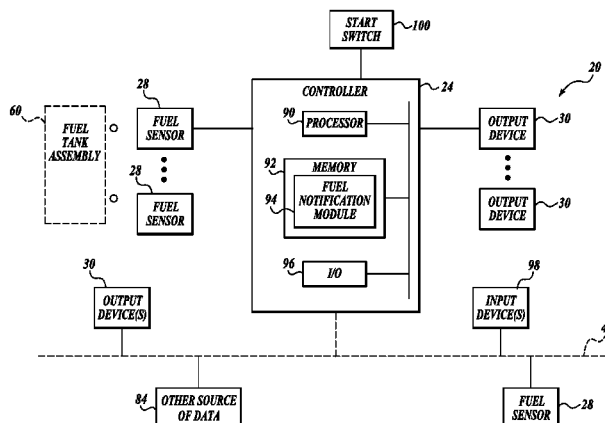 START
SWITCH
100
20
60
28
24
FUEL
TANK
ASSEMBLY
FUEL
SENSOR
CONTROLLER
90
PROCESSOR
OUTPUT
DEVICE
30
28
FUEL
SENSOR
92
MEMORY
94
FUEL
NOTIFICATION
MODULE
OUTPUT
DEVICE
30
96
I/O
30
OUTPUT
DEVICE(S)
98
INPUT
DEVICE(S)
84
OTHER SOURCE
OF DATA
FUEL
SENSOR
28